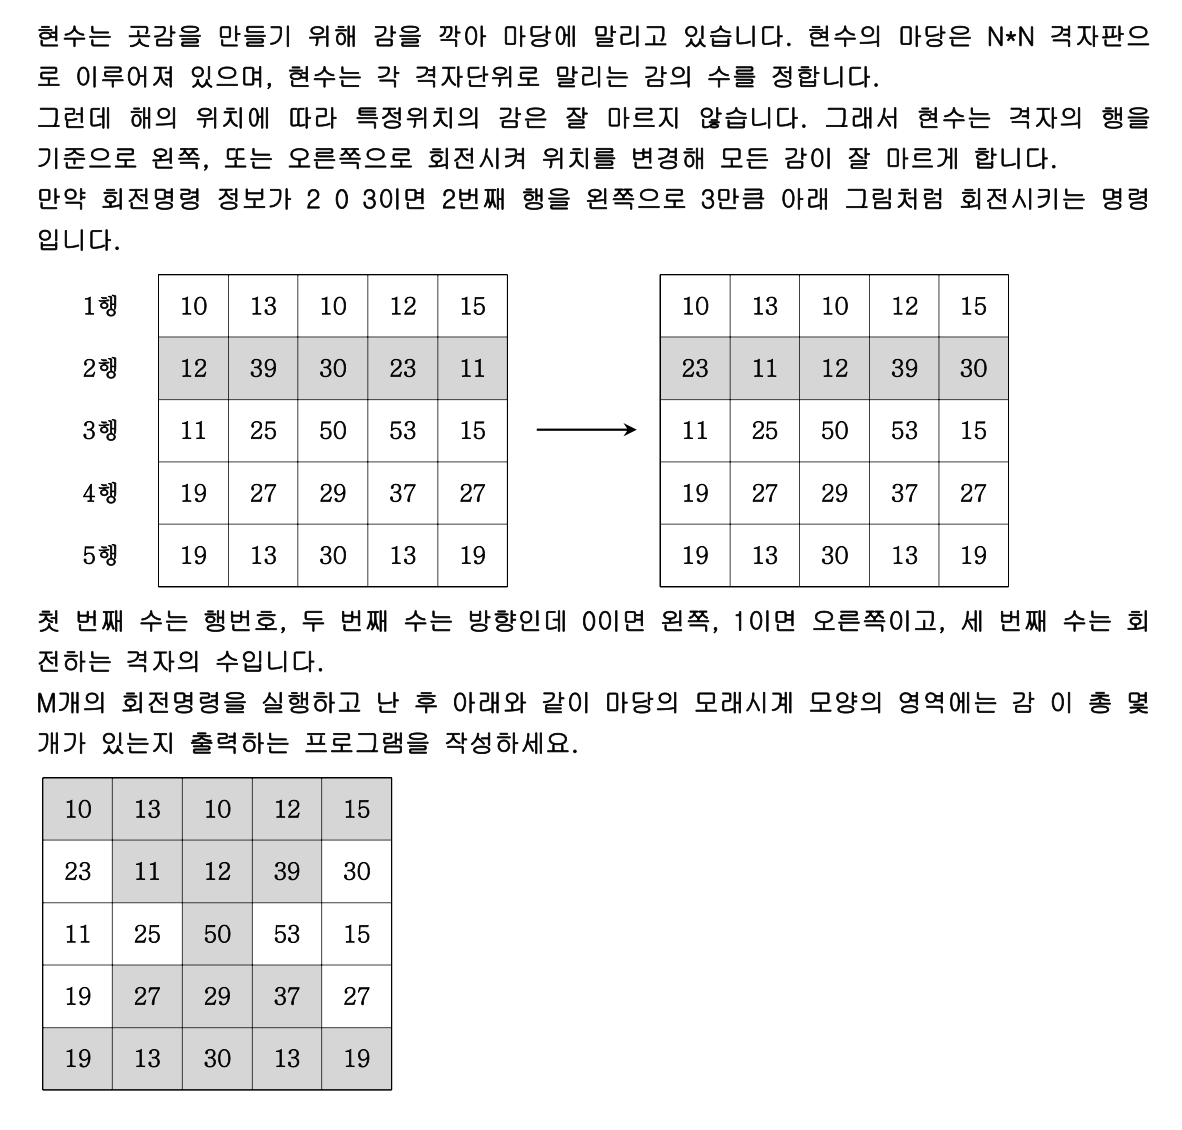 현수는 곳감을 만들기 위해 감을 깍아 마당에 말리고 있습니다. 현수의 마당은 N*N 격자판으
로 이루어져 있으며, 현수는 각 격자단위로 말리는 감의 수를 정합니다.
그런데 해의 위치에 따라 특정위치의 감은 잘 마르지 않습니다. 그래서 현수는 격자의 행을
기준으로 왼쪽, 또는 오른쪽으로 회전시켜 위치를 변경해 모든 감이 잘 마르게 합니다.
만약 회전명령 정보가 2 0 3이면 2번째 행을 왼쪽으로 3만큼 아래 그림처럼 회전시키는 명령
입니다.
1행 10 13 10 12 15 10 13 10 12 15
2행 12 39 30 23 11 23 11 12 39 30
3행 11 25 50 53 15 11 25 50 53 15
4행 19 27 29 37 27 19 27 29 37 27
5행 19 13 30 13 19 19 13 30 13 19
첫 번째 수는 행번호, 두 번째 수는 방향인데 0이면 왼쪽, 1이면 오른쪽이고, 세 번째 수는 회
전하는 격자의 수입니다.
M개의 회전명령을 실행하고 난 후 아래와 같이 마당의 모래시계 모양의 영역에는 감 이 총 몇
개가 있는지 출력하는 프로그램을 작성하세요.
10 13 10 12 15
23 11 12 39 30
11 25 50 53 15
19 27 29 37 27
19 13 30 13 19